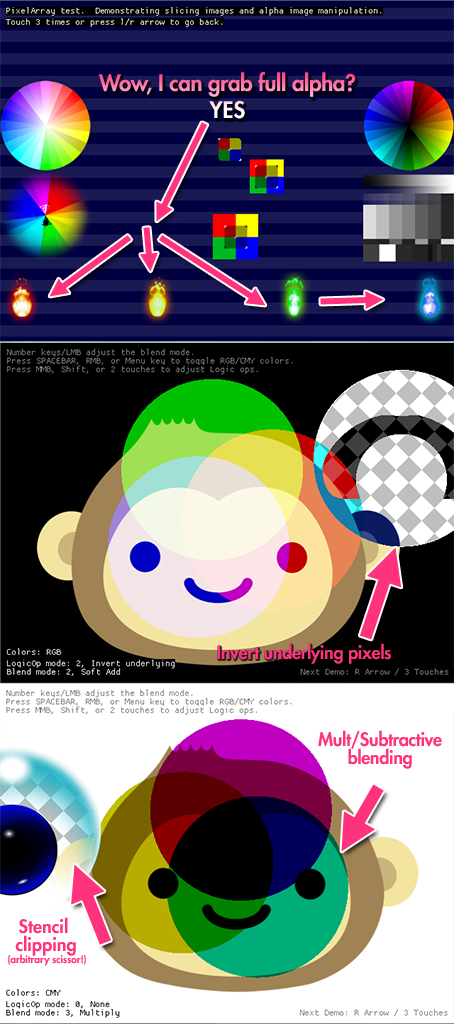 PixelArray test.  Demonstrating slicing images and alpha image manipulation.
Touch 3 times or press l/r arrow to go back.
Wow, I can grab full alpha?
YES
Number keys/LMB adjust the blend mode.
Press SPACEBAR, RMB, or Menu key to toggle RGB/CMY colors.
Press MMB, Shift, or 2 touches to adjust Logic ops.
Invert underlying pixels
Colors: RGB
LogicOp mode: 2, Invert underlying
Blend mode: 2, Soft Add
Next Demo: R Arrow / 3 Touches
Number keys/LMB adjust the blend mode.
Press SPACEBAR, RMB, or Menu key to toggle RGB/CMY colors.
Press MMB, Shift, or 2 touches to adjust Logic ops.
Mult/Subtractive
blending
Stencil
clipping
(arbitrary scissor!)
Colors: CMY
LogicOp mode: 0, None
Blend mode: 3, Multiply
Next Demo: R Arrow / 3 Touches